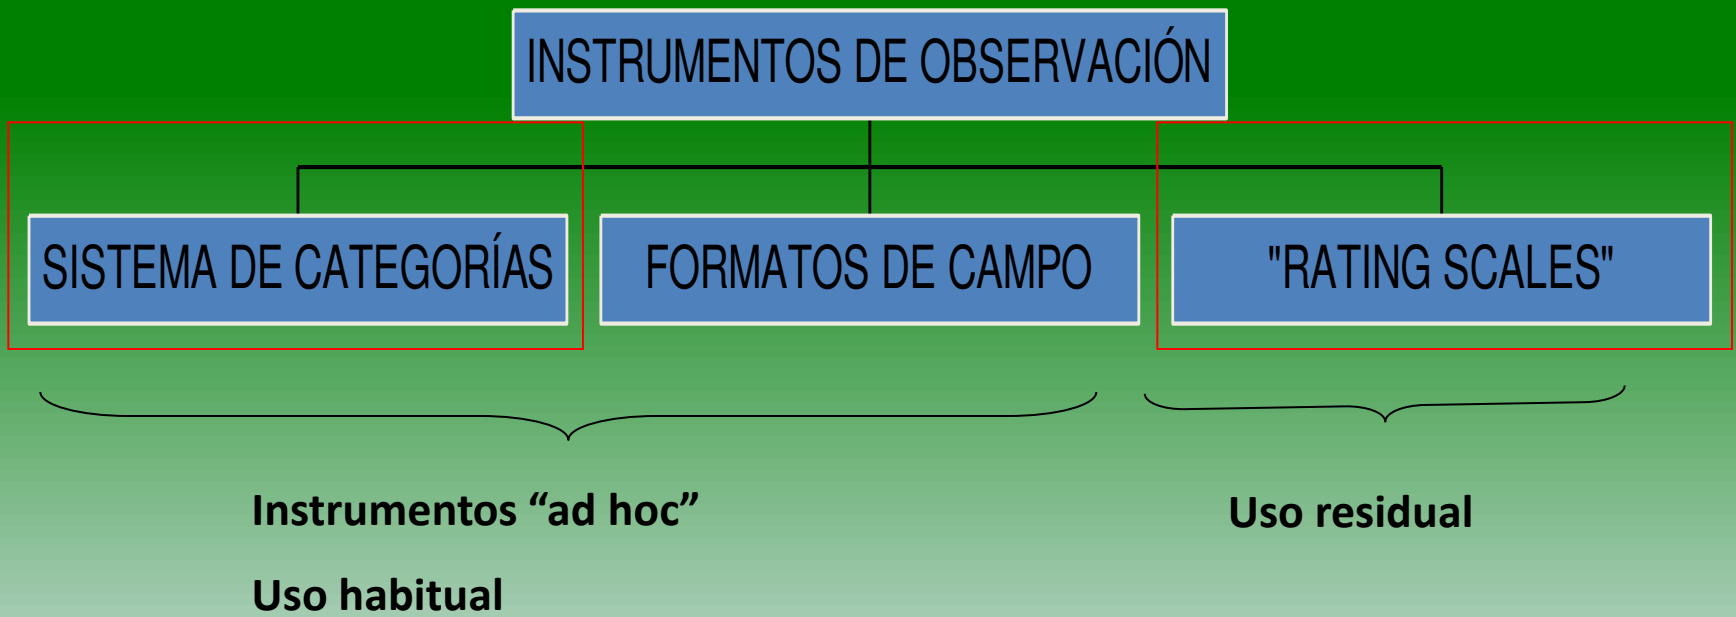 INSTRUMENTOS DE OBSERVACIÓN
SISTEMA DE CATEGORÍAS
FORMATOS DE CAMPO
"RATING SCALES"
Instrumentos “ad hoc”
Uso habitual
Uso residual